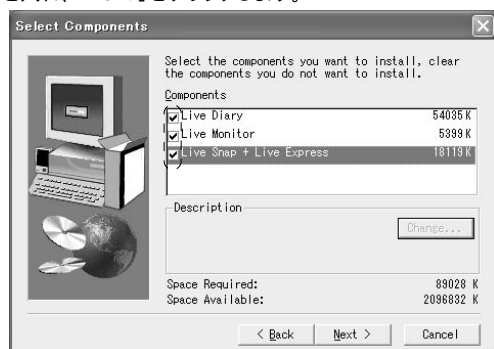 Select Components
Select the components you want to install, clear
the components you do not want to install.
Components
Live Diary 54035 K
Live Monitor 5399 K
Live Snap + Live Express 18119 K
Description
Change...
Space Required: 89028 K
Space Available: 2096832 K
< Back Next > Cancel